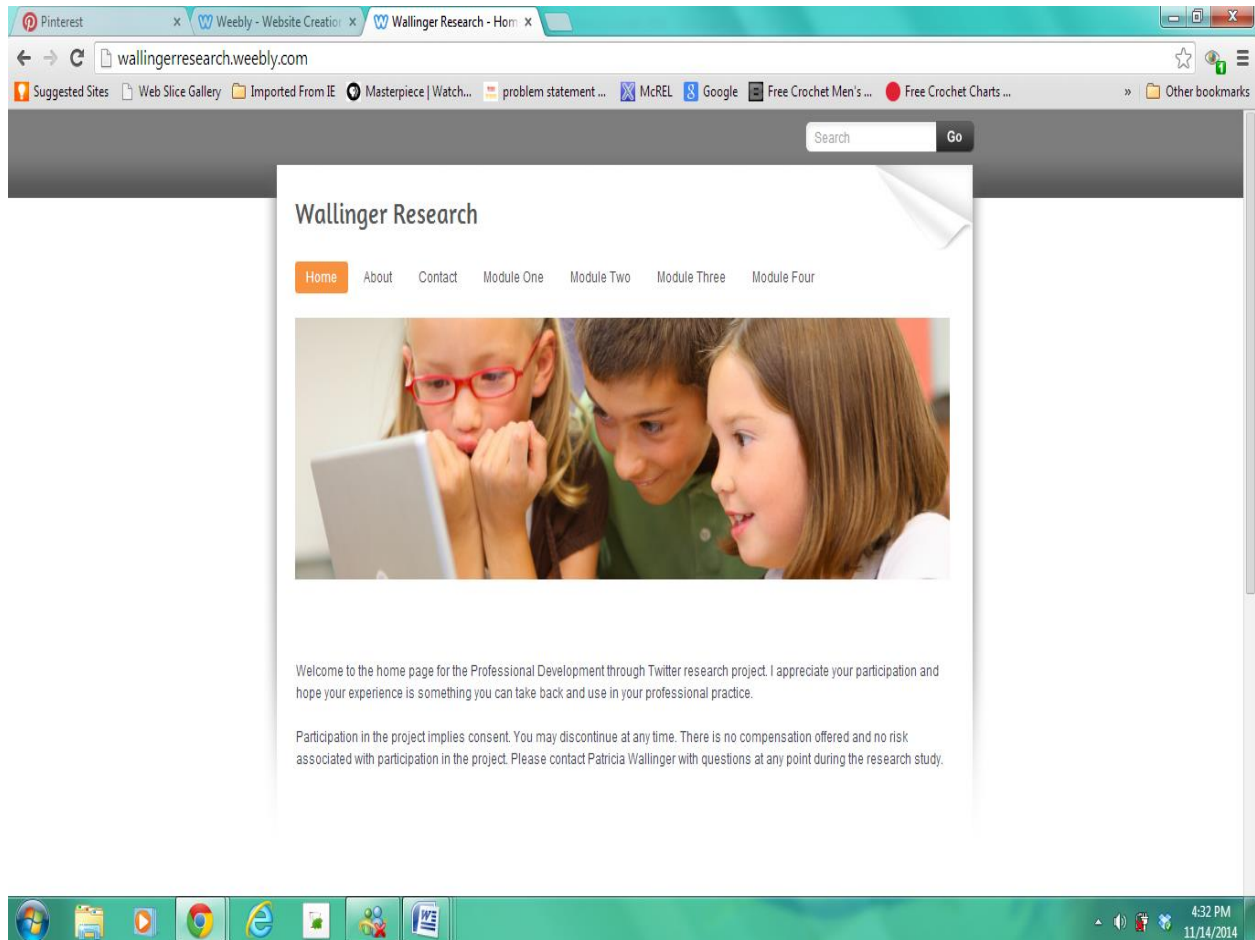 Pinterest
Weebly - Website Creation
Wallinger Research - Hom
wallingerresearch.weebly.com
Suggested Sites Web Slice Gallery Imported From IE Masterpiece | Watch... problem statement ... McREL Google Free Crochet Men's ... Free Crochet Charts ... » Other bookmarks
Search Go
Wallinger Research
Home About Contact Module One Module Two Module Three Module Four
Welcome to the home page for the Professional Development through Twitter research project. I appreciate your participation and
hope your experience is something you can take back and use in your professional practice.
Participation in the project implies consent. You may discontinue at any time. There is no compensation offered and no risk
associated with participation in the project. Please contact Patricia Wallinger with questions at any point during the research study.
4:32 PM
11/14/2014